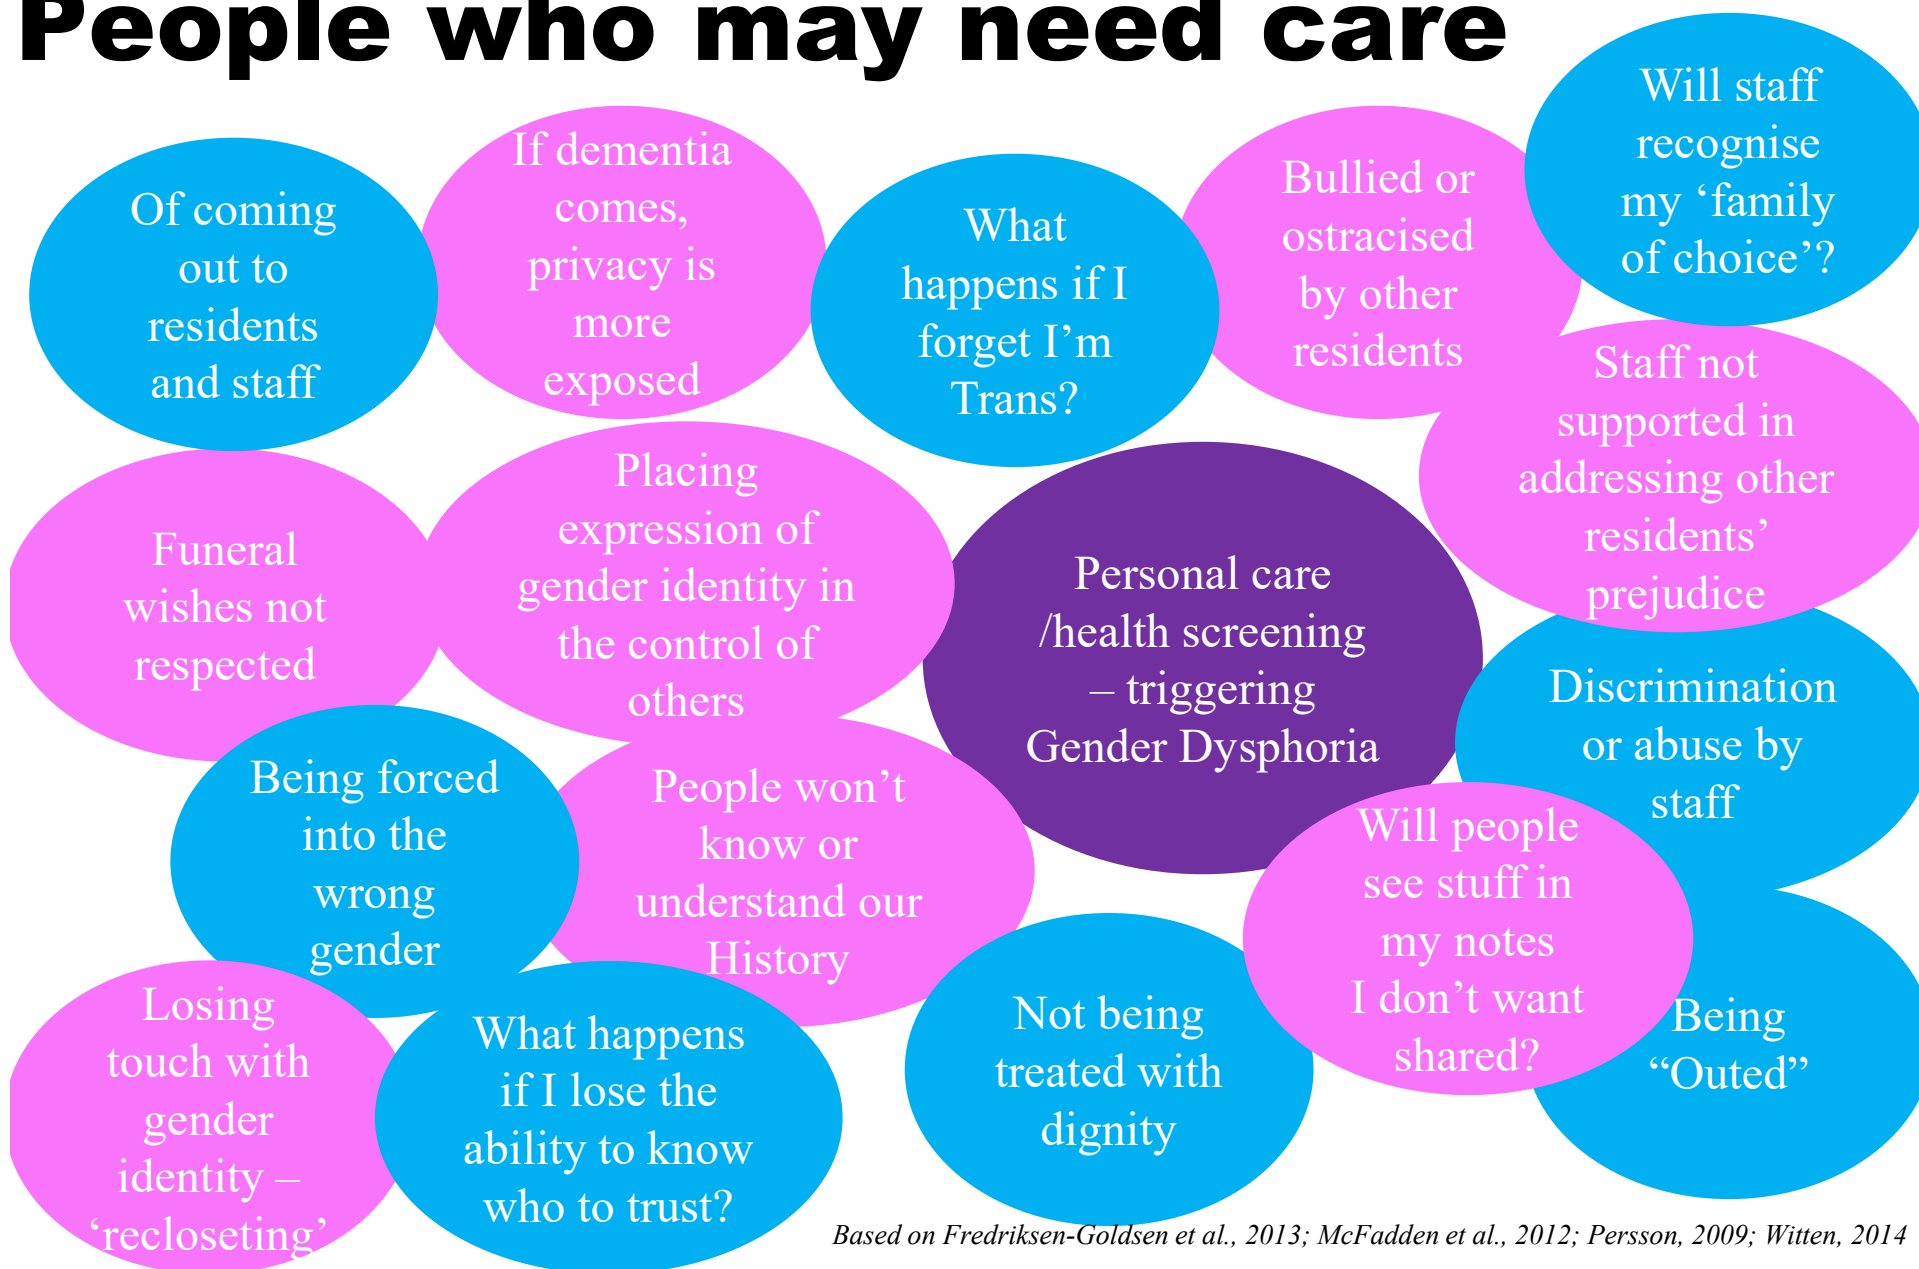 People who may need care
Of coming
out to
residents
and staff
If dementia
comes,
privacy is
more
exposed
What
happens if I
forget I’m
Trans?
Bullied or
ostracised
by other
residents
Will staff
recognise
my ‘family
of choice’?
Funeral
wishes not
respected
Placing
expression of
gender identity in
the control of
others
Personal care
/health screening
– triggering
Gender Dysphoria
Staff not
supported in
addressing other
residents’
prejudice
Discrimination
or abuse by
staff
Being forced
into the
wrong
gender
People won’t
know or
understand our
History
Will people
see stuff in
my notes
I don’t want
shared?
Being
“Outed”
Losing
touch with
gender
identity –
‘recloseting’
What happens
if I lose the
ability to know
who to trust?
Not being
treated with
dignity
Based on Fredriksen-Goldsen et al., 2013; McFadden et al., 2012; Persson, 2009; Witten, 2014